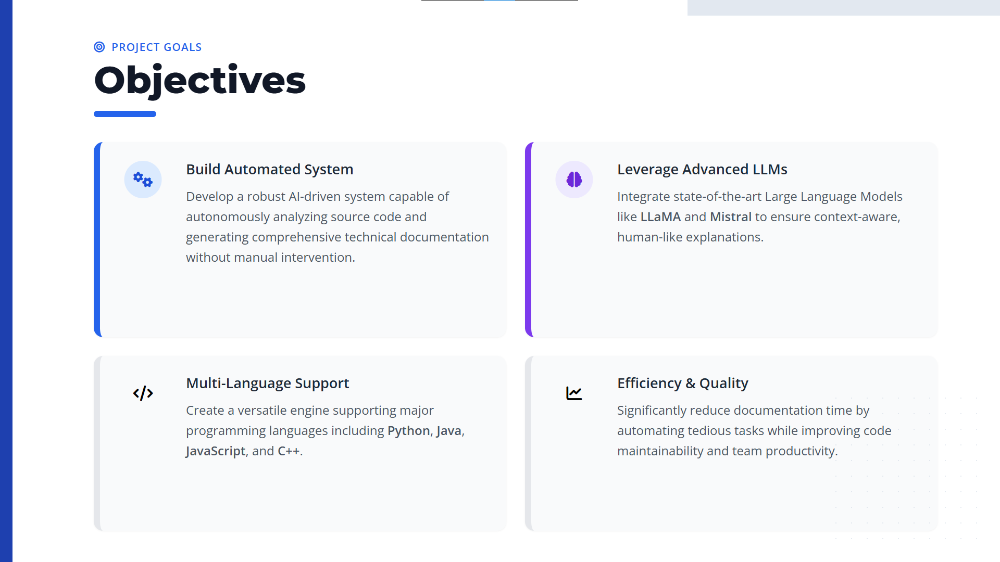 PROJECT GOALS
Objectives
Build Automated System
Develop a robust AI-driven system capable of
autonomously analyzing source code and
generating comprehensive technical documentation
without manual intervention.
Leverage Advanced LLMs
Integrate state-of-the-art Large Language Models
like LLaMA and Mistral to ensure context-aware,
human-like explanations.
Multi-Language Support
Create a versatile engine supporting major
programming languages including Python, Java,
JavaScript, and C++.
Efficiency & Quality
Significantly reduce documentation time by
automating tedious tasks while improving code
maintainability and team productivity.